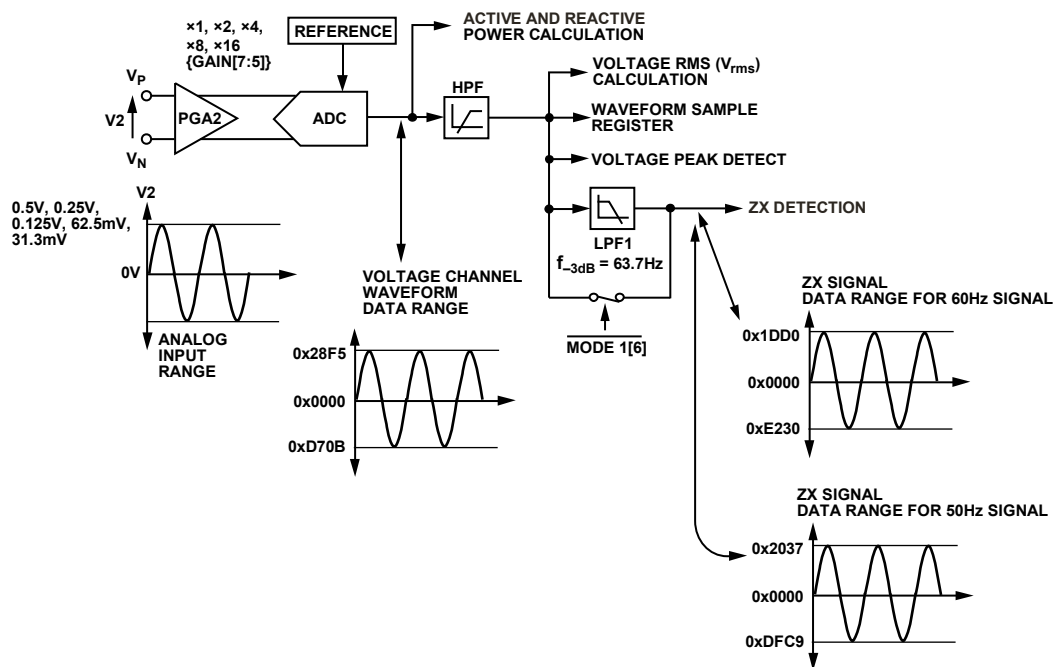 ×1, ×2, ×4,
×8, ×16
{GAIN[7:5]}
REFERENCE
ACTIVE AND REACTIVE
POWER CALCULATION
VP
V2
VN
PGA2
ADC
HPF
VOLTAGE RMS (Vrms)
CALCULATION
WAVEFORM SAMPLE
REGISTER
VOLTAGE PEAK DETECT
ZX DETECTION
LPF1
f–3dB = 63.7Hz
MODE 1[6]
V2
0.5V, 0.25V,
0.125V, 62.5mV,
31.3mV
0V
ANALOG
INPUT
RANGE
VOLTAGE CHANNEL
WAVEFORM
DATA RANGE
0x28F5
0x0000
0xD70B
ZX SIGNAL
DATA RANGE FOR 60Hz SIGNAL
0x1DD0
0x0000
0xE230
ZX SIGNAL
DATA RANGE FOR 50Hz SIGNAL
0x2037
0x0000
0xDFC9